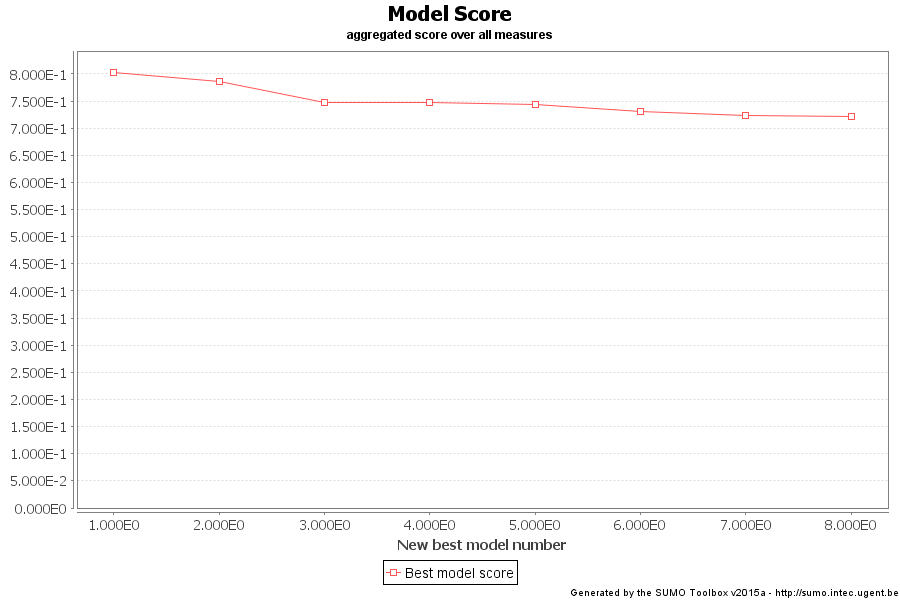 Model Score
aggregated score over all measures
8.000E-1
7.500E-1
7.000E-1
6.500E-1
6.000E-1
5.500E-1
5.000E-1
4.500E-1
4.000E-1
3.500E-1
3.000E-1
2.500E-1
2.000E-1
1.500E-1
1.000E-1
5.000E-2
0.000E0
1.000E0 2.000E0 3.000E0 4.000E0 5.000E0 6.000E0 7.000E0 8.000E0
New best model number
Best model score
Generated by the SUMO Toolbox v2015a - http://sumo.intec.ugent.be